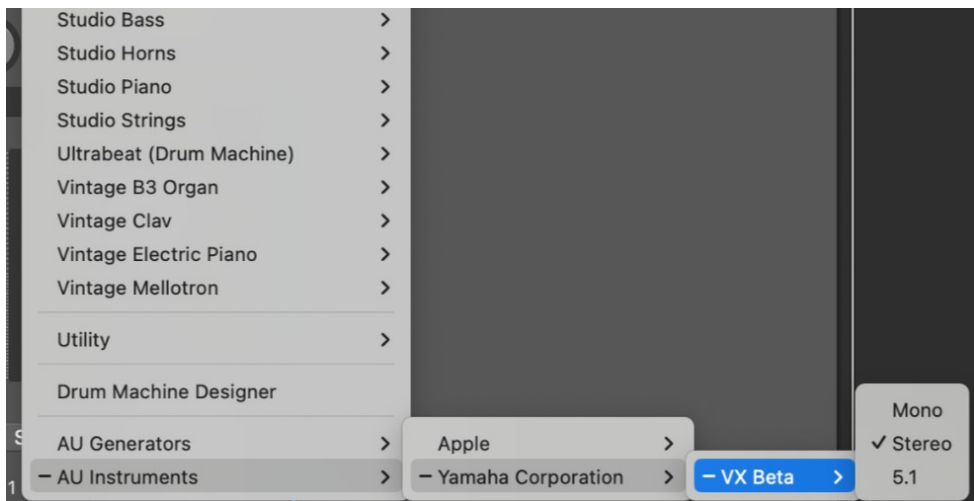 Studio Bass
Studio Horns
Studio Piano
Studio Strings
Ultrabeat (Drum Machine)
Vintage B3 Organ
Vintage Clav
Vintage Electric Piano
Vintage Mellotron
Utility
Drum Machine Designer
AU Generators
AU Instruments
Apple
Yamaha Corporation
VX Beta
Mono
Stereo
5.1
S
1